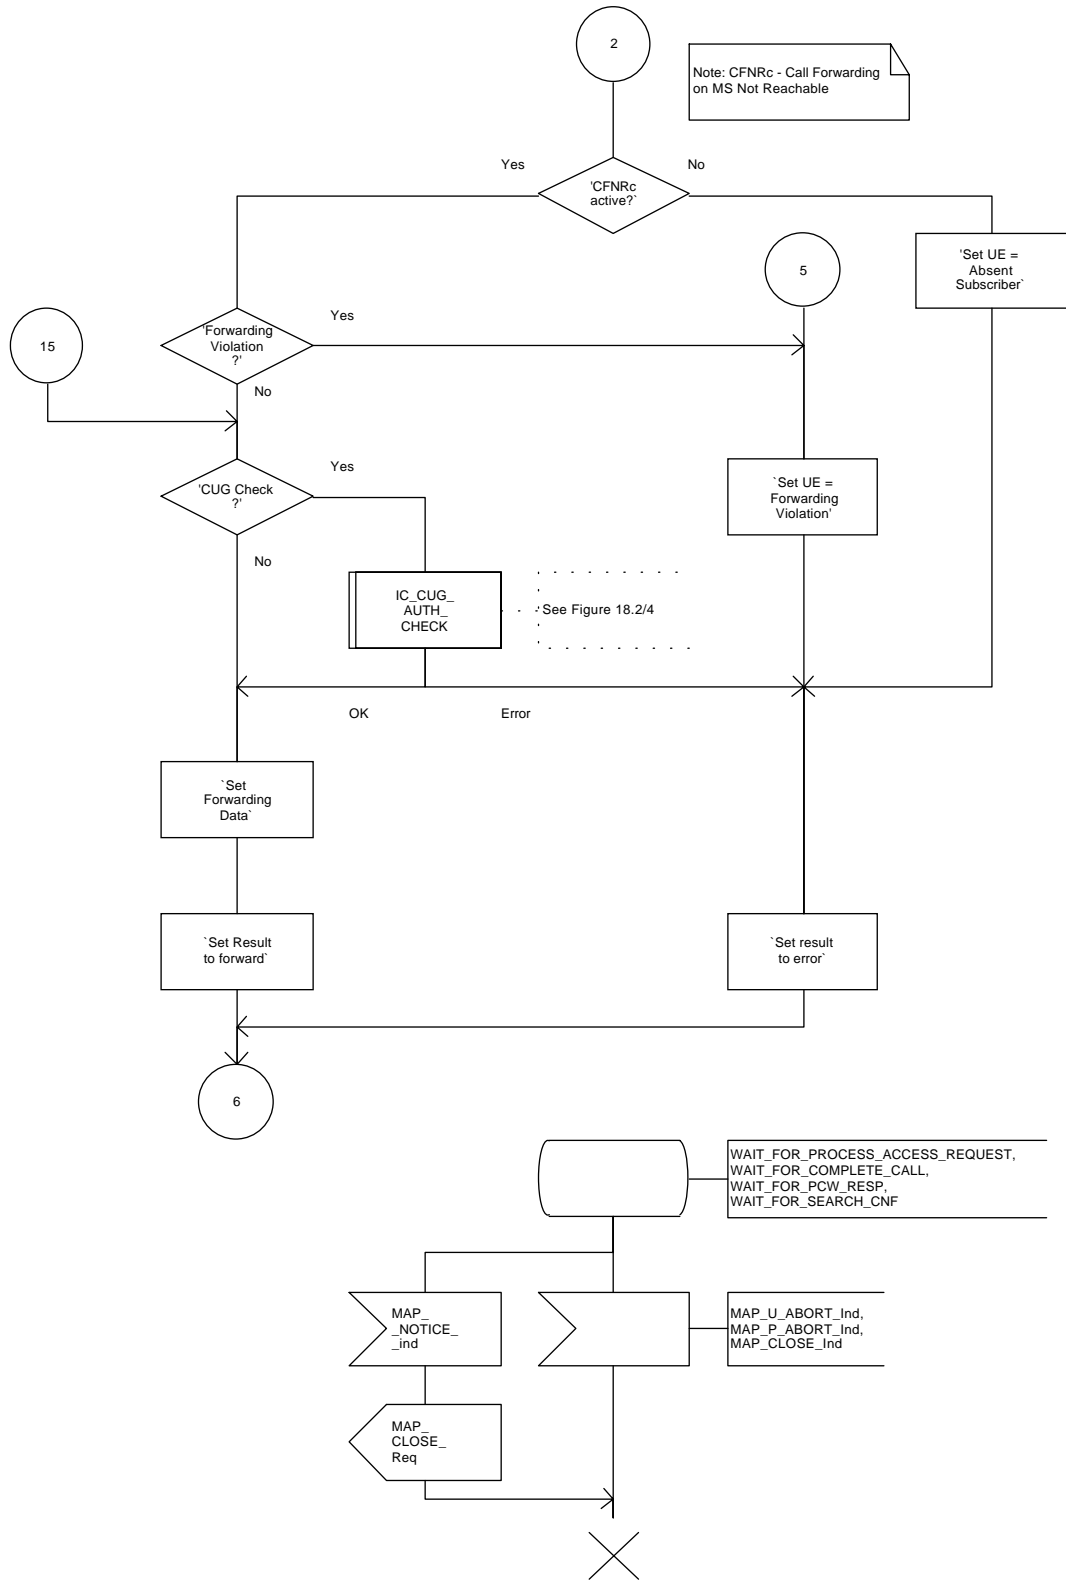 2
Note: CFNRc - Call Forwarding
on MS Not Reachable
Yes
No
'CFNRc
active?`
5
'Set UE =
Absent
Subscriber`
15
'Forwarding
Violation
?'
Yes
No
'CUG Check
?'
Yes
`Set UE =
Forwarding
Violation'
No
IC_CUG_
AUTH_
CHECK
See Figure 18.2/4
OK
Error
`Set
Forwarding
Data`
`Set Result
to forward`
`Set result
to error`
6
WAIT_FOR_PROCESS_ACCESS_REQUEST,
WAIT_FOR_COMPLETE_CALL,
WAIT_FOR_PCW_RESP,
WAIT_FOR_SEARCH_CNF
MAP_
_NOTICE_
_ind
MAP_U_ABORT_Ind,
MAP_P_ABORT_Ind,
MAP_CLOSE_Ind
MAP_
CLOSE_
Req